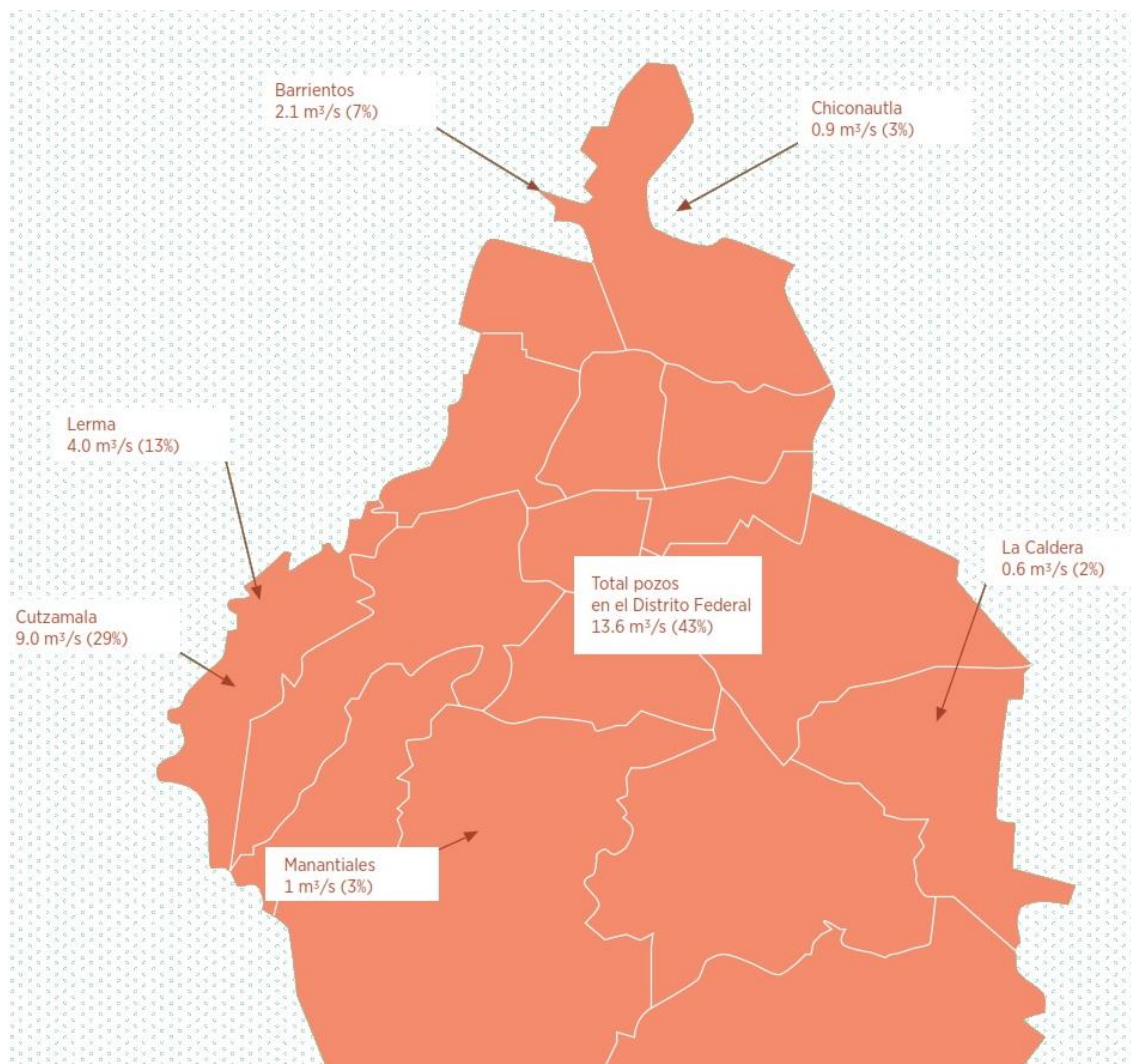 Barrientos
2.1 m³/s (7%)
Chiconautla
0.9 m³/s (3%)
Lerma
4.0 m³/s (13%)
La Caldera
0.6 m³/s (2%)
Total pozos
en el Distrito Federal
13.6 m³/s (43%)
Cutzamala
9.0 m³/s (29%)
Manantiales
1 m³/s (3%)